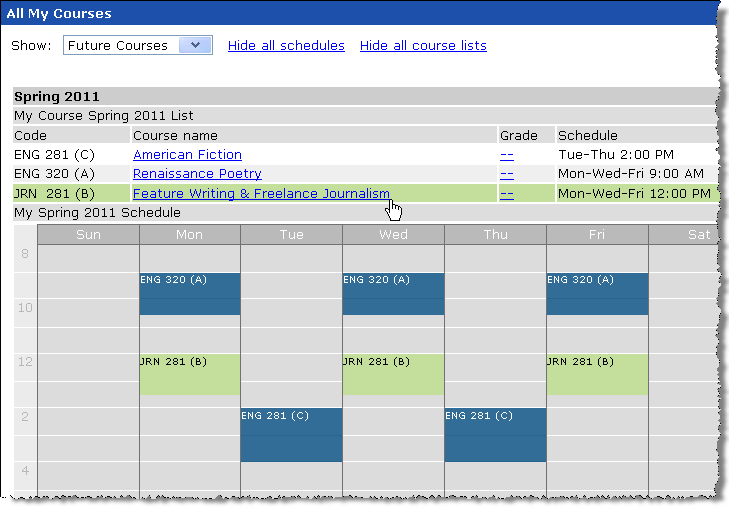 All My Courses
Show: Future Courses Hide all schedules Hide all course lists
Spring 2011
My Course Spring 2011 List
Code Course name Grade Schedule
ENG 281 (C) American Fiction -- Tue-Thu 2:00 PM
ENG 320 (A) Renaissance Poetry -- Mon-Wed-Fri 9:00 AM
JRN 281 (B) Feature Writing & Freelance Journalism -- Mon-Wed-Fri 12:00 PM
My Spring 2011 Schedule
Sun Mon Tue Wed Thu Fri Sat
8
ENG 320 (A) ENG 320 (A) ENG 320 (A)
10
12 JRN 281 (B) JRN 281 (B) JRN 281 (B)
2 ENG 281 (C) ENG 281 (C)
4